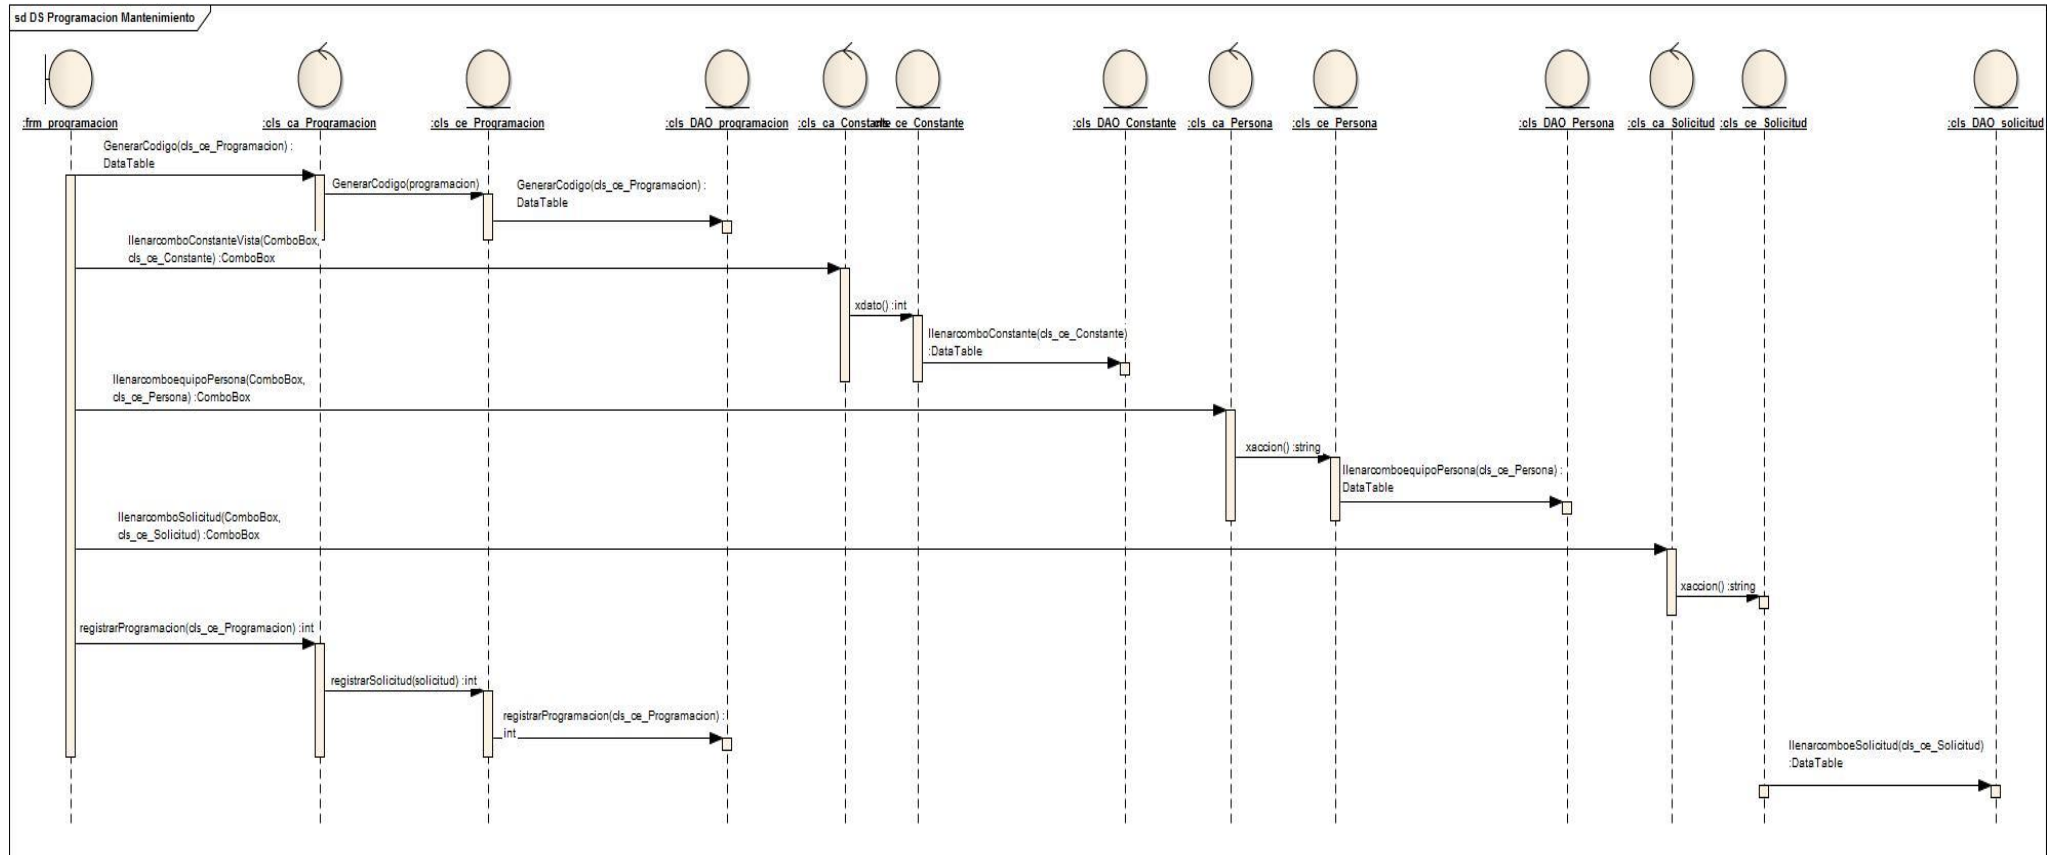 sd DS Programacion Mantenimiento
:frm_programacion
:cls_ca_Programacion
:cls_ce_Programacion
:cls_DAO_programacion
:cls_ca_Constante
:cls_ce_Constante
:cls_DAO_Constante
:cls_ca_Persona
:cls_ce_Persona
:cls_DAO_Persona
:cls_ca_Solicitud
:cls_ce_Solicitud
:cls_DAO_solicitud
GenerarCodigo(cls_ce_Programacion) :
DataTable
GenerarCodigo(programacion)
GenerarCodigo(cls_ce_Programacion) :
DataTable
llenarcomboConstanteVista(ComboBox,
cls_ce_Constante) :ComboBox
xdato() :int
llenarcomboConstante(cls_ce_Constante)
:DataTable
llenarcomboequipoPersona(ComboBox,
cls_ce_Persona) :ComboBox
xaccion() :string
llenarcomboequipoPersona(cls_ce_Persona) :
DataTable
llenarcomboSolicitud(ComboBox,
cls_ce_Solicitud) :ComboBox
xaccion() :string
registrarProgramacion(cls_ce_Programacion) :int
registrarSolicitud(solicitud) :int
registrarProgramacion(cls_ce_Programacion) :
int
llenarcomboeSolicitud(cls_ce_Solicitud)
:DataTable